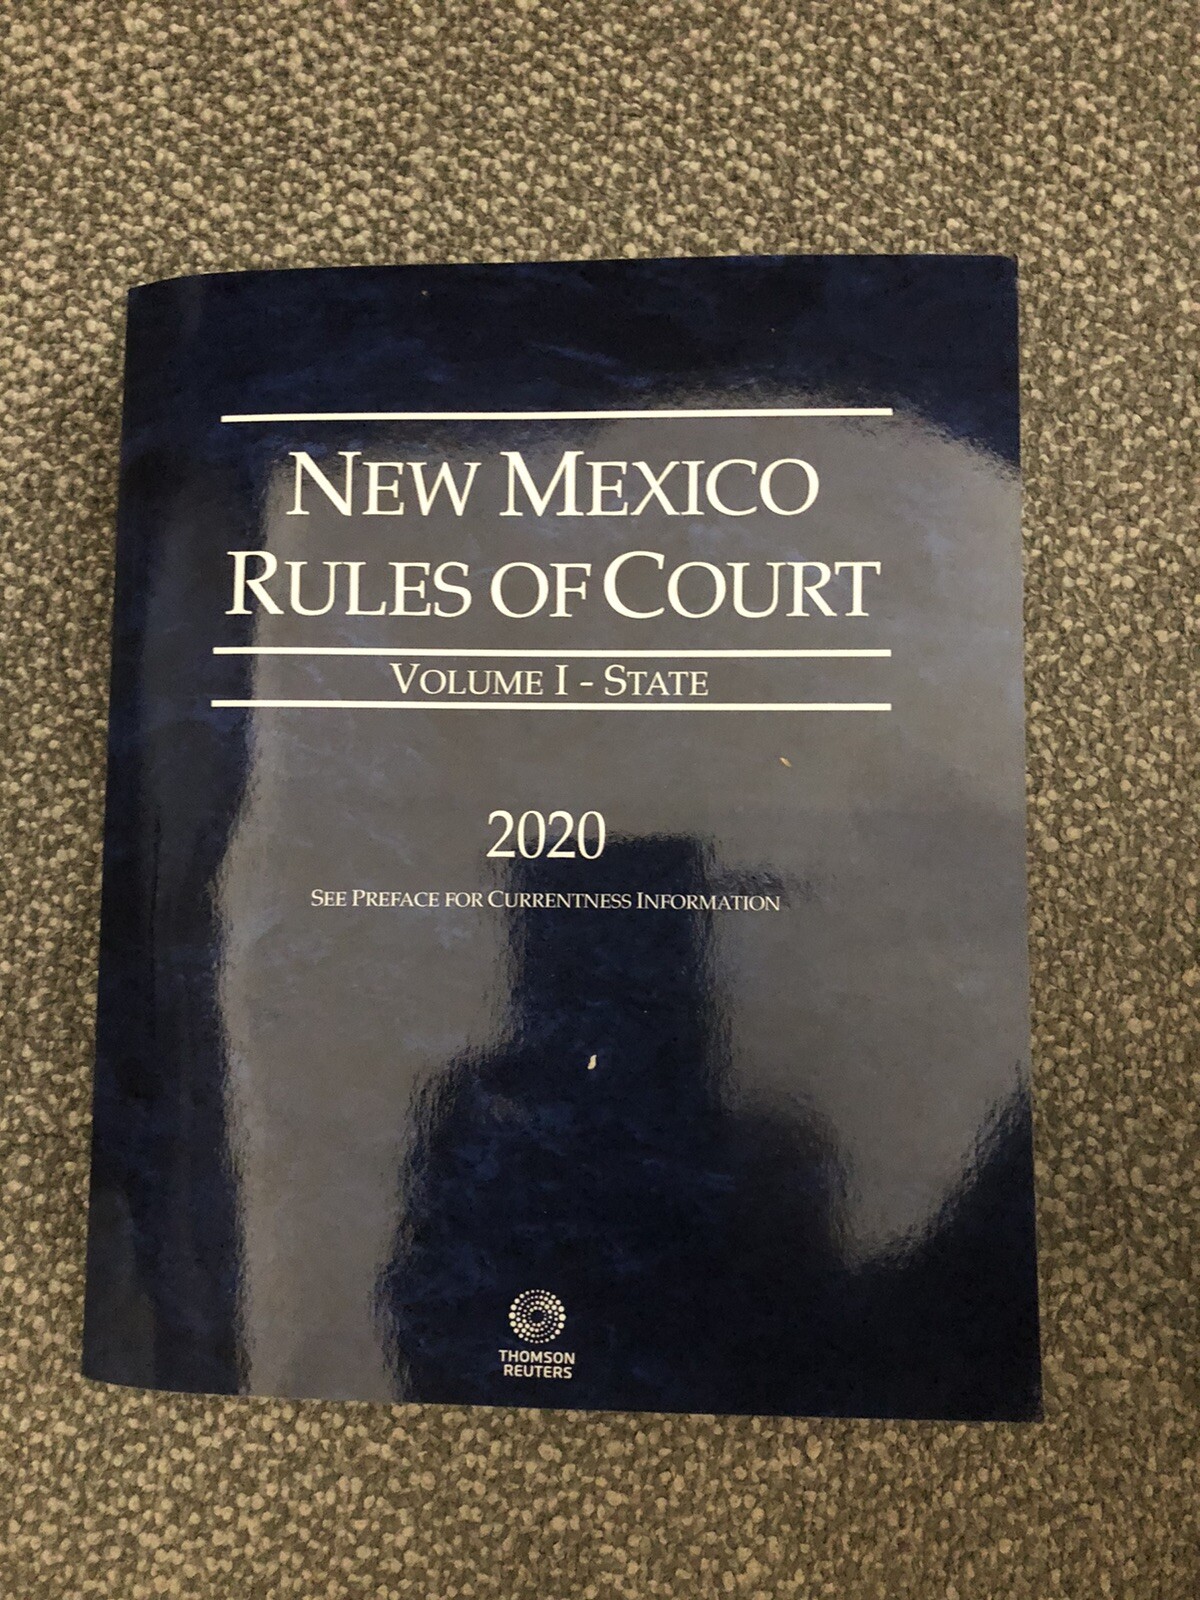 NEW MEXICO
RULES OF COURT
VOLUME I - STATE
2020
SEE PREFACE FOR CURRENTNESS INFORMATION
THOMSON
REUTERS